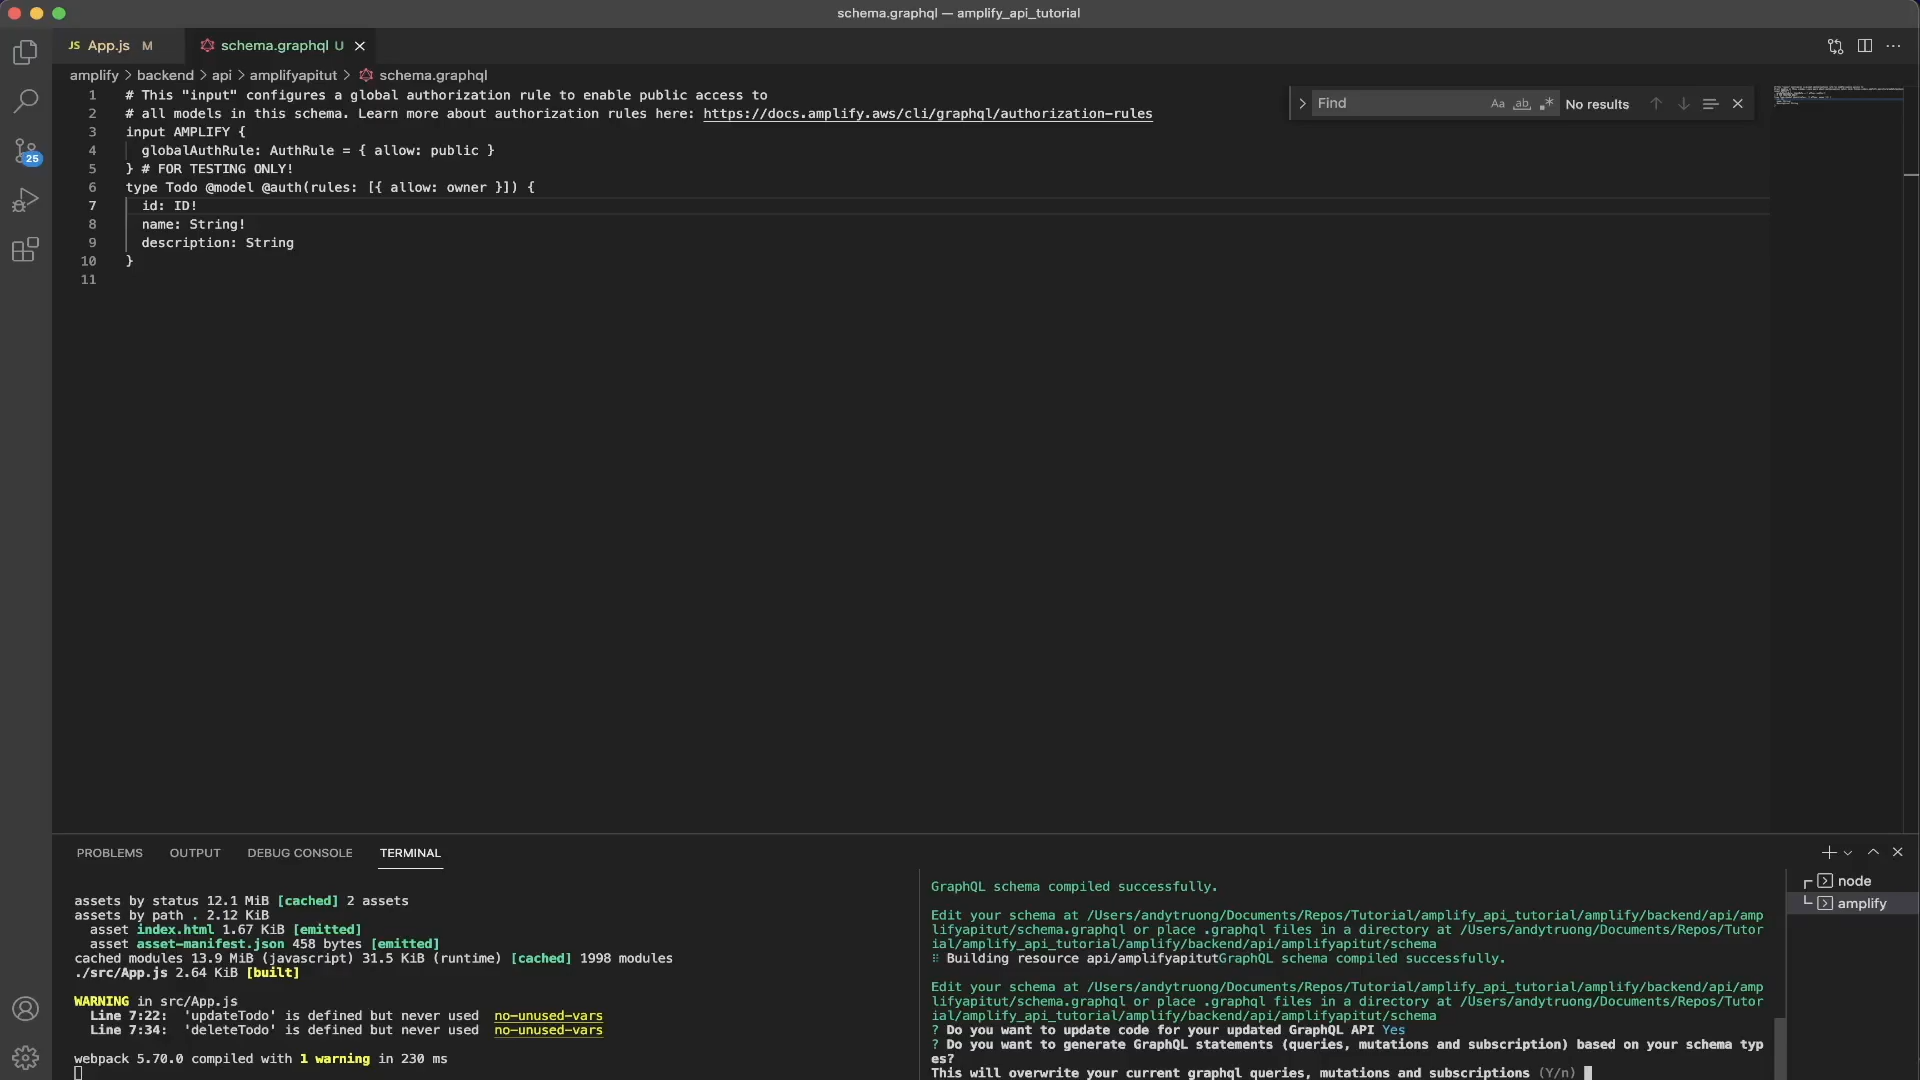 schema.graphql — amplify_api_tutorial
JS App.js M
schema.graphql U
amplify > backend > api > amplifyapitut > schema.graphql
1 # This "input" configures a global authorization rule to enable public access to
2 # all models in this schema. Learn more about authorization rules here: https://docs.amplify.aws/cli/graphql/authorization-rules
3 input AMPLIFY {
4 globalAuthRule: AuthRule = { allow: public }
5 } # FOR TESTING ONLY!
6 type Todo @model @auth(rules: [{ allow: owner }]) {
7 id: ID!
8 name: String!
9 description: String
10 }
11
Find Aa ab .* No results
25
PROBLEMS OUTPUT DEBUG CONSOLE TERMINAL
assets by status 12.1 MiB [cached] 2 assets
assets by path . 2.12 KiB
asset index.html 1.67 KiB [emitted]
asset asset-manifest.json 458 bytes [emitted]
cached modules 13.9 MiB (javascript) 31.5 KiB (runtime) [cached] 1998 modules
./src/App.js 2.64 KiB [built]
WARNING in src/App.js
Line 7:22: 'updateTodo' is defined but never used no-unused-vars
Line 7:34: 'deleteTodo' is defined but never used no-unused-vars
webpack 5.70.0 compiled with 1 warning in 230 ms
GraphQL schema compiled successfully.
Edit your schema at /Users/andytruong/Documents/Repos/Tutorial/amplify_api_tutorial/amplify/backend/api/amp
lifyapitut/schema.graphql or place .graphql files in a directory at /Users/andytruong/Documents/Repos/Tutor
ial/amplify_api_tutorial/amplify/backend/api/amplifyapitut/schema
⠸ Building resource api/amplifyapitutGraphQL schema compiled successfully.
Edit your schema at /Users/andytruong/Documents/Repos/Tutorial/amplify_api_tutorial/amplify/backend/api/amp
lifyapitut/schema.graphql or place .graphql files in a directory at /Users/andytruong/Documents/Repos/Tutor
ial/amplify_api_tutorial/amplify/backend/api/amplifyapitut/schema
? Do you want to update code for your updated GraphQL API Yes
? Do you want to generate GraphQL statements (queries, mutations and subscription) based on your schema typ
es?
This will overwrite your current graphql queries, mutations and subscriptions (Y/n)
node
amplify